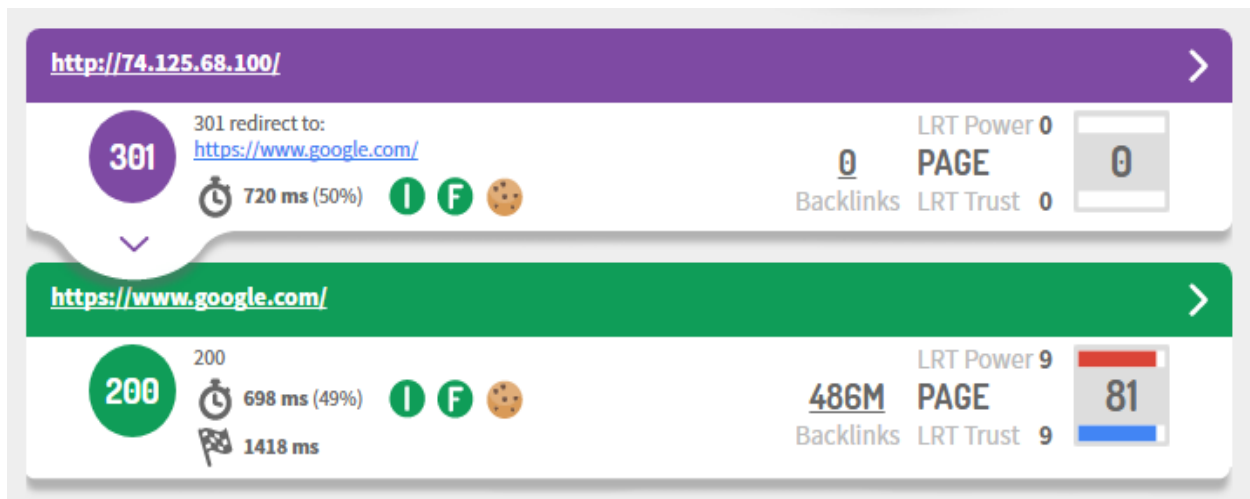 http://74.125.68.100/
301
301 redirect to:
https://www.google.com/
720 ms (50%)
I F
0
Backlinks
LRT Power 0
PAGE
LRT Trust 0
0
https://www.google.com/
200
200
698 ms (49%)
I F
1418 ms
486M
Backlinks
LRT Power 9
PAGE
LRT Trust 9
81